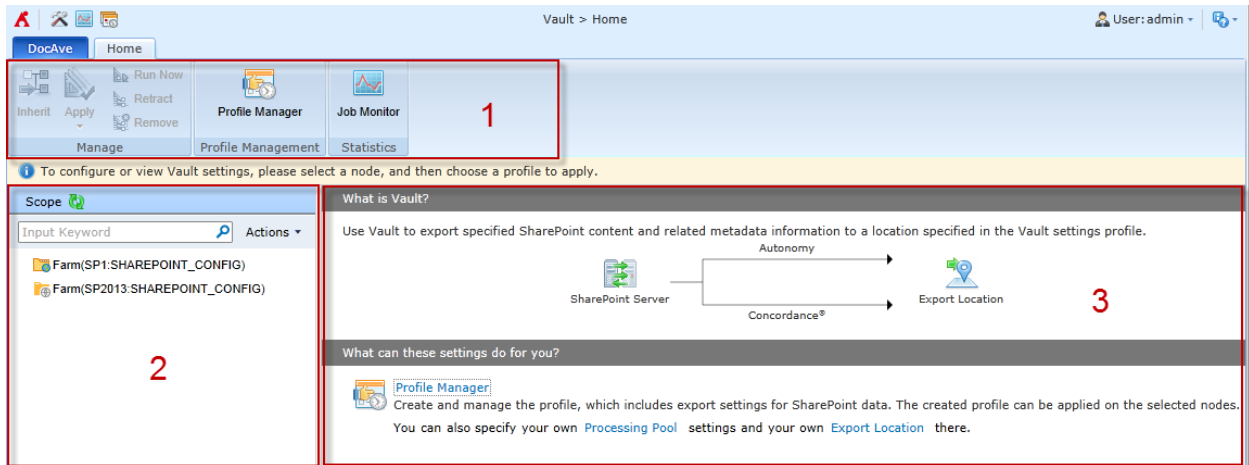 Vault > Home
User: admin
DocAve Home
Inherit Apply Run Now Retract Remove
Profile Manager
Job Monitor
Manage Profile Management Statistics
1
To configure or view Vault settings, please select a node, and then choose a profile to apply.
Scope
Input Keyword Actions
Farm(SP1:SHAREPOINT_CONFIG)
Farm(SP2013:SHAREPOINT_CONFIG)
2
What is Vault?
Use Vault to export specified SharePoint content and related metadata information to a location specified in the Vault settings profile.
Autonomy
SharePoint Server
Export Location
Concordance®
3
What can these settings do for you?
Profile Manager
Create and manage the profile, which includes export settings for SharePoint data. The created profile can be applied on the selected nodes.
You can also specify your own Processing Pool settings and your own Export Location there.